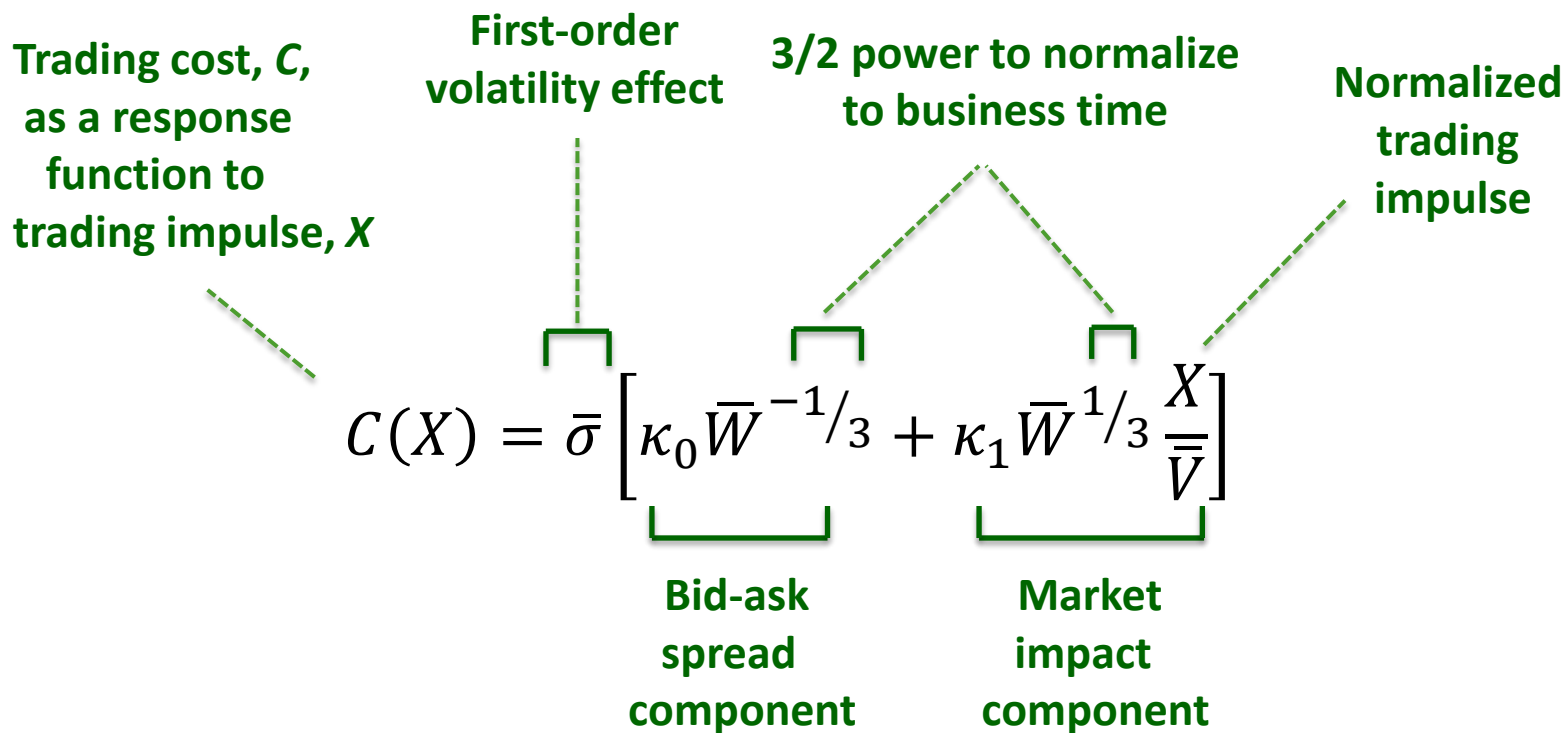 Trading cost, C,
as a response
function to
trading impulse, X
First-order
volatility effect
3/2 power to normalize
to business time
Normalized
trading
impulse
C(X) = σ̄ [κ₀W̄^{-1/3} + κ₁W̄^{1/3} X/V̿]
Bid-ask
spread
component
Market
impact
component